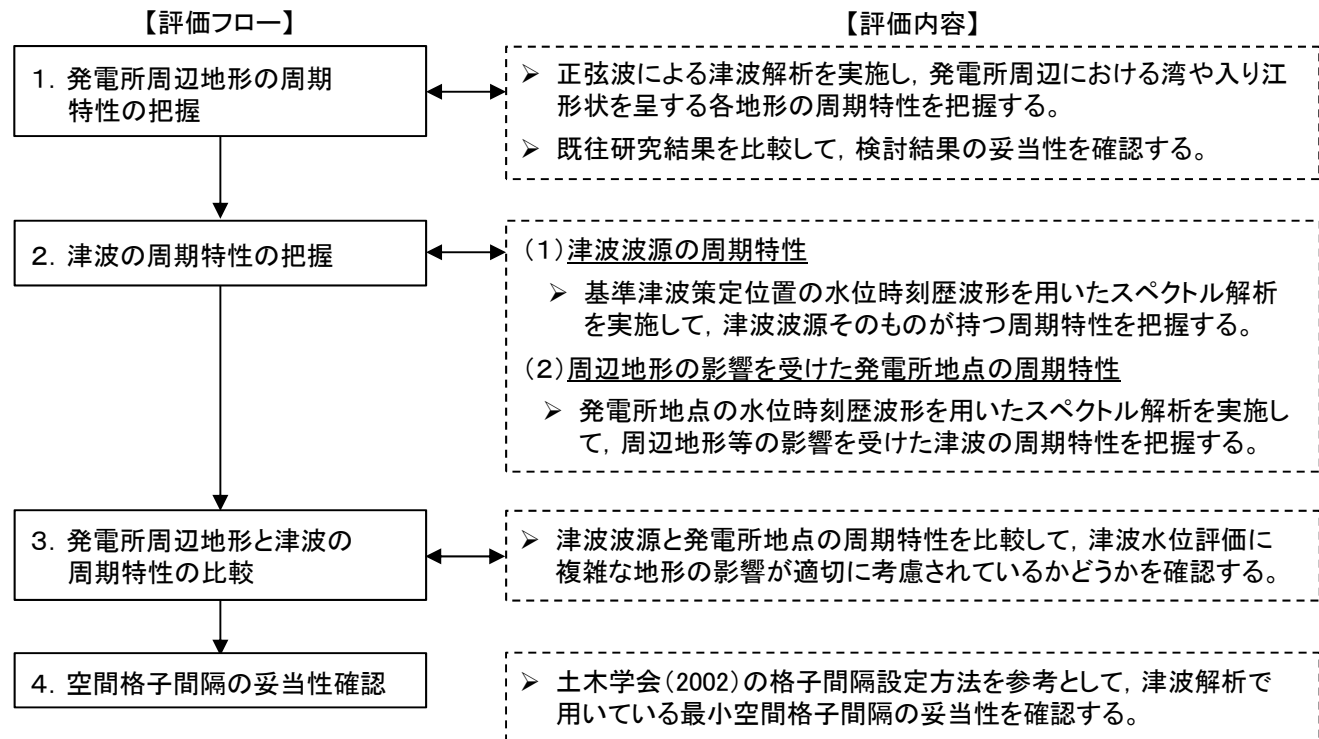 【評価フロー】
【評価内容】
1．発電所周辺地形の周期
特性の把握
➢ 正弦波による津波解析を実施し，発電所周辺における湾や入り江
形状を呈する各地形の周期特性を把握する。
➢ 既往研究結果を比較して，検討結果の妥当性を確認する。
2．津波の周期特性の把握
（1）津波波源の周期特性
➢ 基準津波策定位置の水位時刻歴波形を用いたスペクトル解析
を実施して，津波波源そのものが持つ周期特性を把握する。
（2）周辺地形の影響を受けた発電所地点の周期特性
➢ 発電所地点の水位時刻歴波形を用いたスペクトル解析を実施し
て，周辺地形等の影響を受けた津波の周期特性を把握する。
3．発電所周辺地形と津波の
周期特性の比較
➢ 津波波源と発電所地点の周期特性を比較して，津波水位評価に
複雑な地形の影響が適切に考慮されているかどうかを確認する。
4．空間格子間隔の妥当性確認
➢ 土木学会（2002）の格子間隔設定方法を参考として，津波解析で
用いている最小空間格子間隔の妥当性を確認する。